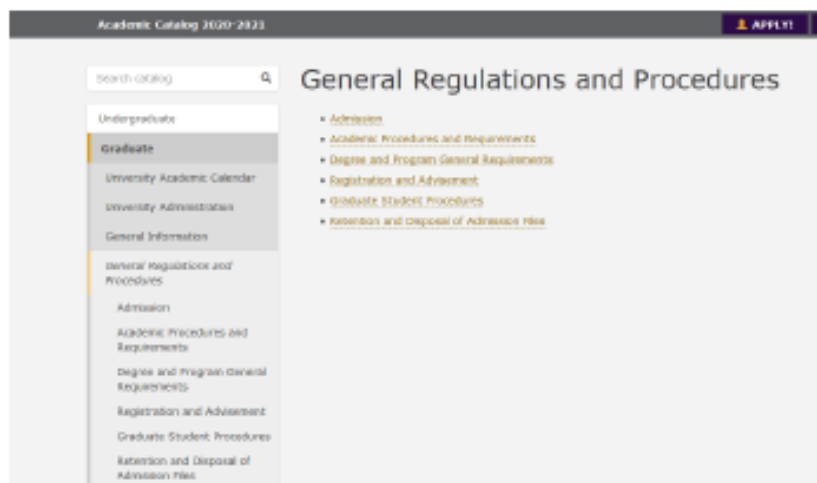 Academic Catalog 2020-2021
APPLY!
Search catalog
General Regulations and Procedures
Undergraduate
Graduate
University Academic Calendar
University Administration
General Information
General Regulations and
Procedures
Admission
Academic Procedures and
Requirements
Degree and Program General
Requirements
Registration and Advisement
Graduate Student Procedures
Retention and Disposal of
Admission Files
Admission
Academic Procedures and Requirements
Degree and Program General Requirements
Registration and Advisement
Graduate Student Procedures
Retention and Disposal of Admission Files